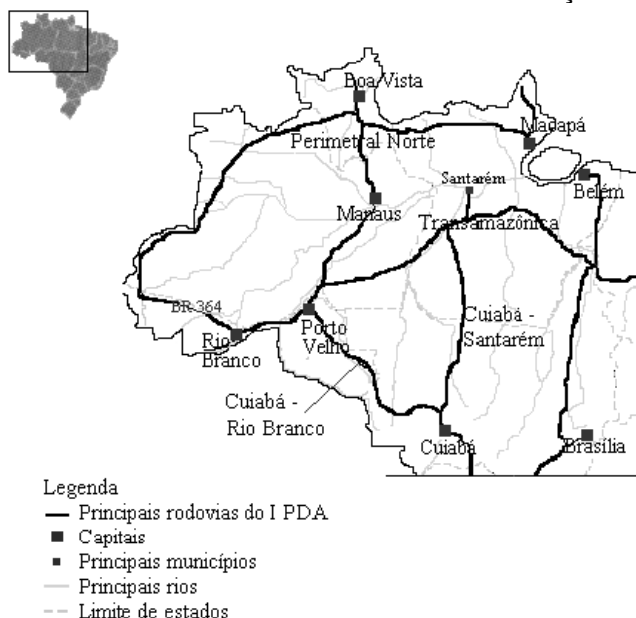 Boa Vista
Macapá
Perimetral Norte
Santarém
Belém
Manaus
Transamazônica
BR 364
Porto
Velho
Rio
Branco
Cuiabá -
Santarém
Cuiabá -
Rio Branco
Cuiabá
Brasília
Legenda
Principais rodovias do I PDA
Capitais
Principais municípios
Principais rios
Limite de estados